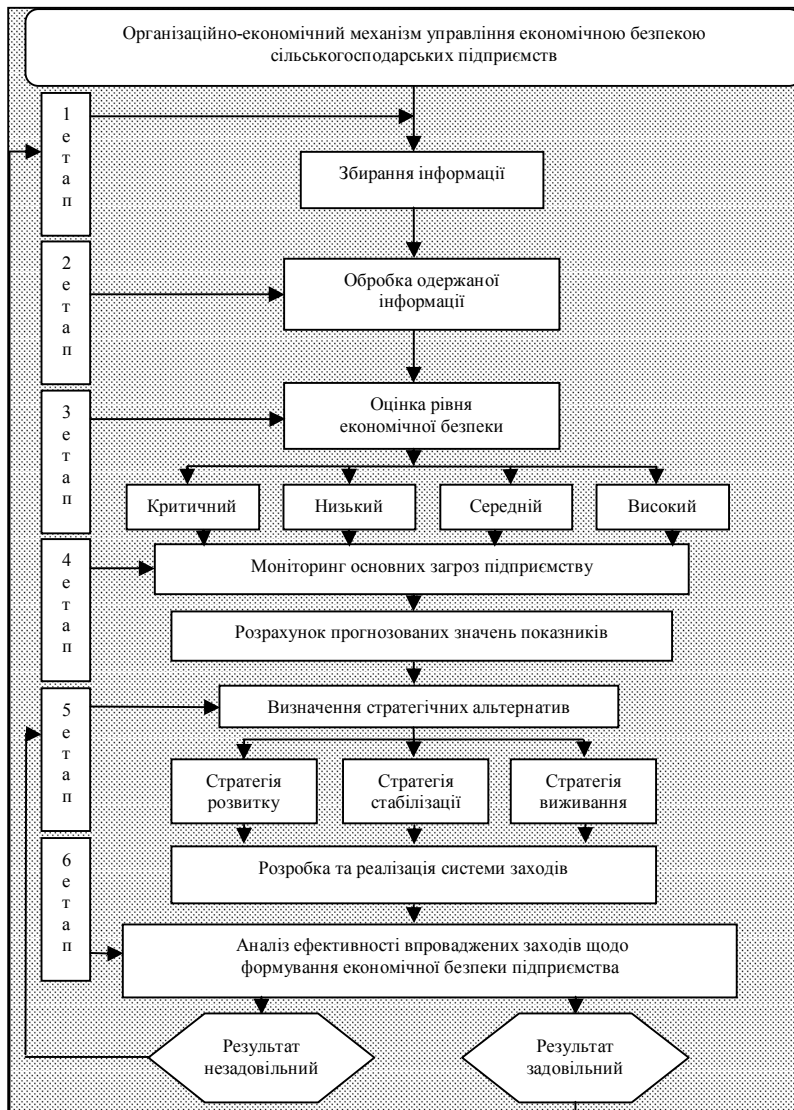 Організаційно-економічний механізм управління економічною безпекою
сільськогосподарських підприємств
1
е
т
а
п
Збирання інформації
2
е
т
а
п
Обробка одержаної
інформації
3
е
т
а
п
Оцінка рівня
економічної безпеки
Критичний
Низький
Середній
Високий
4
е
т
а
п
Моніторинг основних загроз підприємству
Розрахунок прогнозованих значень показників
5
е
т
а
п
Визначення стратегічних альтернатив
Стратегія
розвитку
Стратегія
стабілізації
Стратегія
виживання
6
е
т
а
п
Розробка та реалізація системи заходів
Аналіз ефективності впроваджених заходів щодо
формування економічної безпеки підприємства
Результат
незадовільний
Результат
задовільний